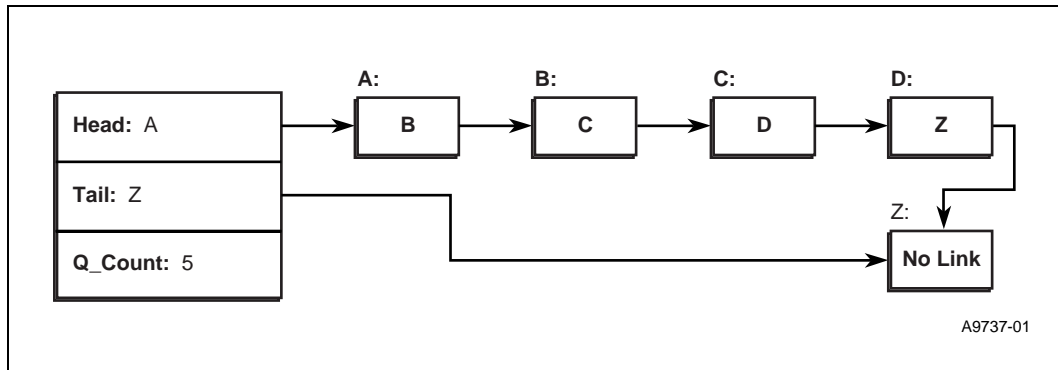 A:
B:
C:
D:
Head: A
B
C
D
Z
Tail: Z
Z:
Q_Count: 5
No Link
A9737-01